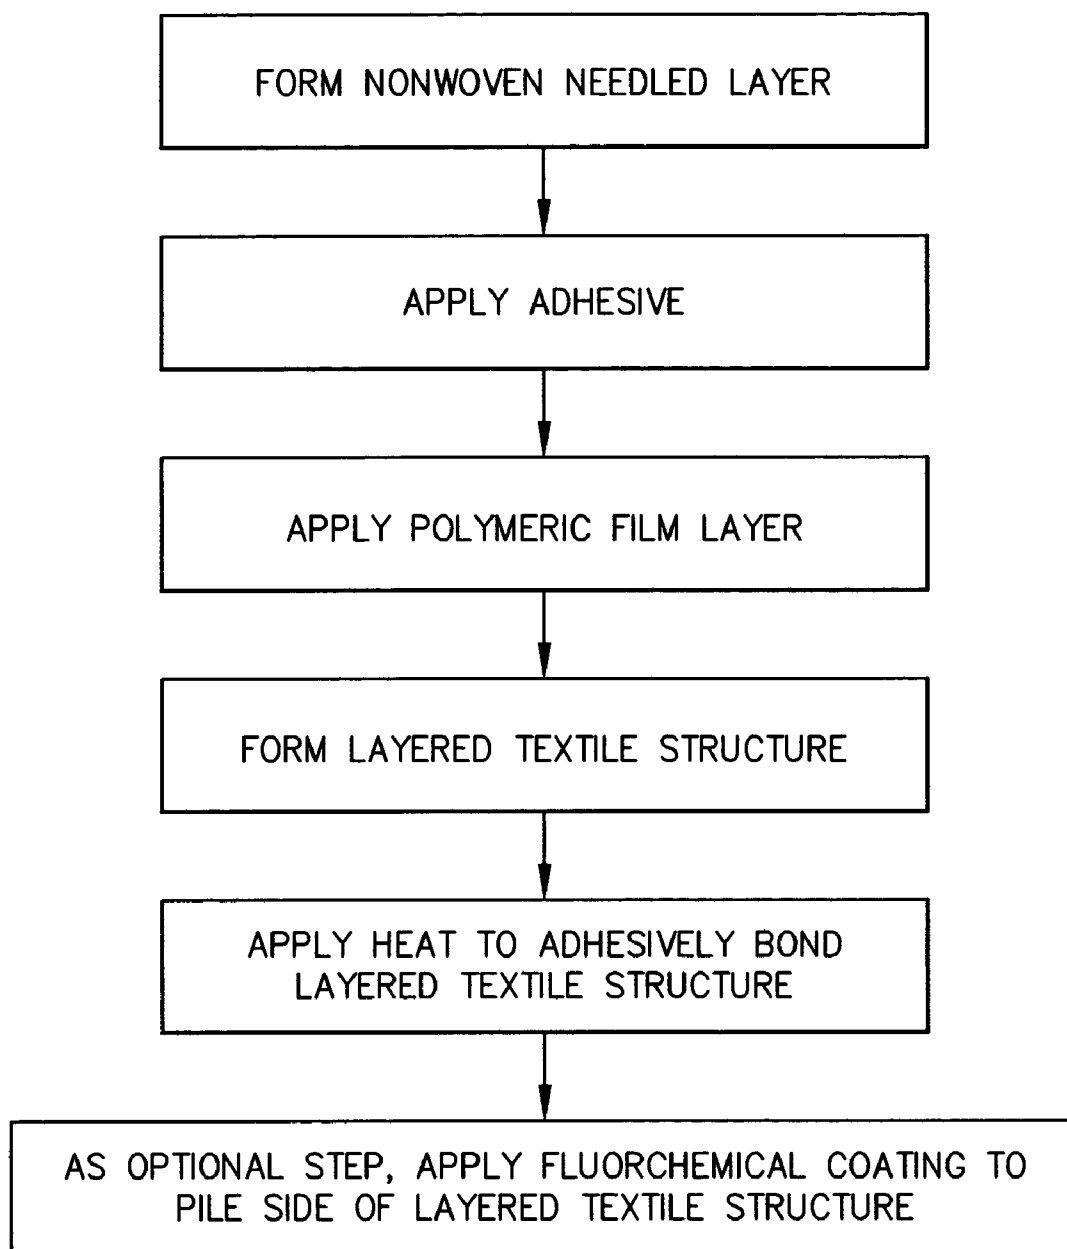 FORM NONWOVEN NEEDLED LAYER
APPLY ADHESIVE
APPLY POLYMERIC FILM LAYER
FORM LAYERED TEXTILE STRUCTURE
APPLY HEAT TO ADHESIVELY BOND
LAYERED TEXTILE STRUCTURE
AS OPTIONAL STEP, APPLY FLUORCHEMICAL COATING TO
PILE SIDE OF LAYERED TEXTILE STRUCTURE